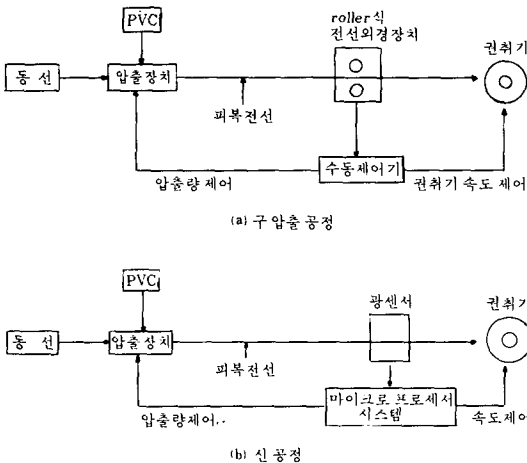 roller식
전선외경장치
PVC
권취기
동 선
압출장치
피복전선
수동제어기
압출량 제어
권취기 속도 제어
(a) 구 압출 공정
PVC
광센서
권취기
동 선
압출장치
피복전선
마이크로 프로세서
시스템
압출량제어..
속도제어
(b) 신 공정